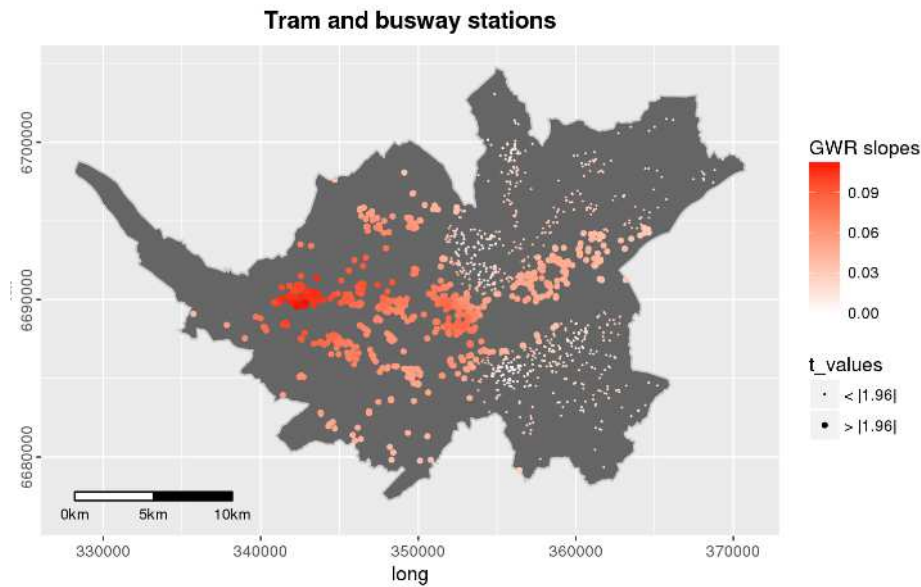 Tram and busway stations
6700000
6690000
6680000
0km 5km 10km
330000 340000 350000 360000 370000
long
GWR slopes
0.09
0.06
0.03
0.00
t_values
< |1.96|
> |1.96|